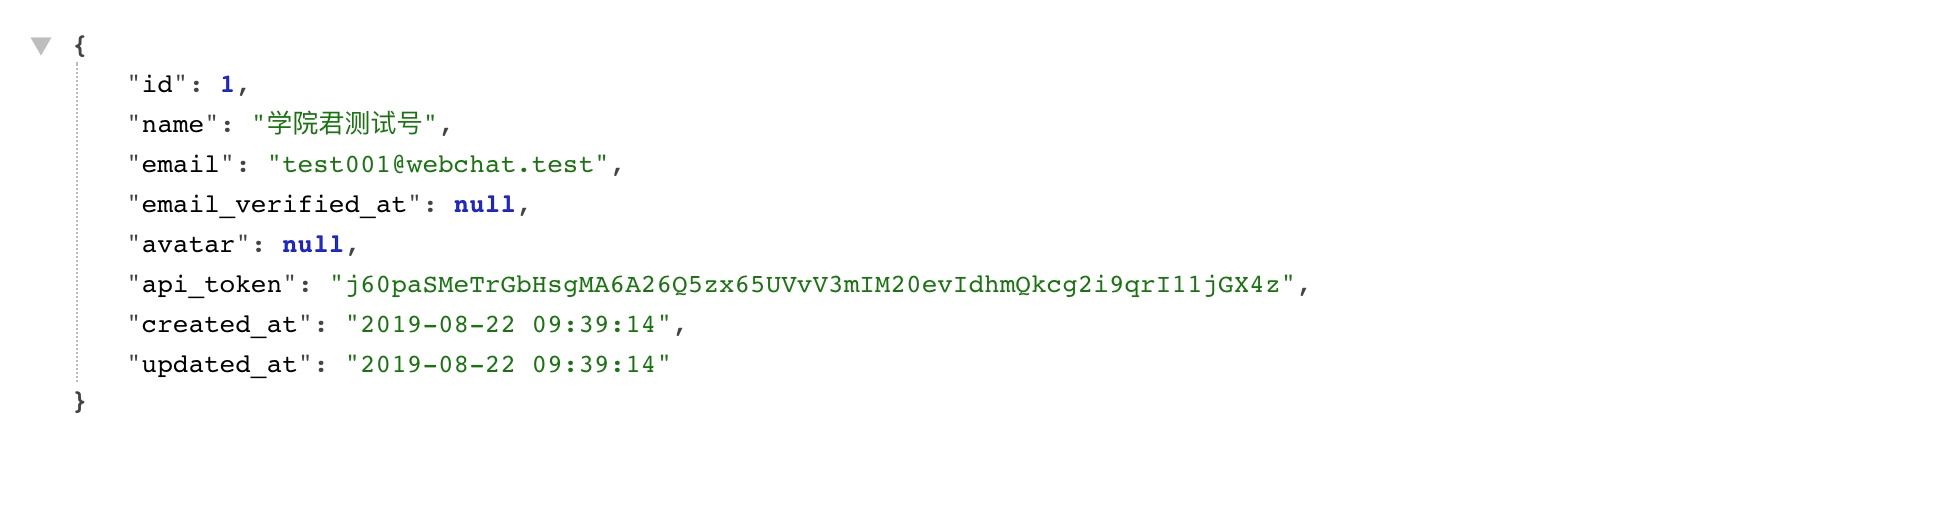 {
"id": 1,
"name": "学院君测试号",
"email": "test001@webchat.test",
"email_verified_at": null,
"avatar": null,
"api_token": "j60paSMeTrGbHsgMA6A26Q5zx65UVvV3mIM20evIdhmQkcg2i9qrI11jGX4z",
"created_at": "2019-08-22 09:39:14",
"updated_at": "2019-08-22 09:39:14"
}